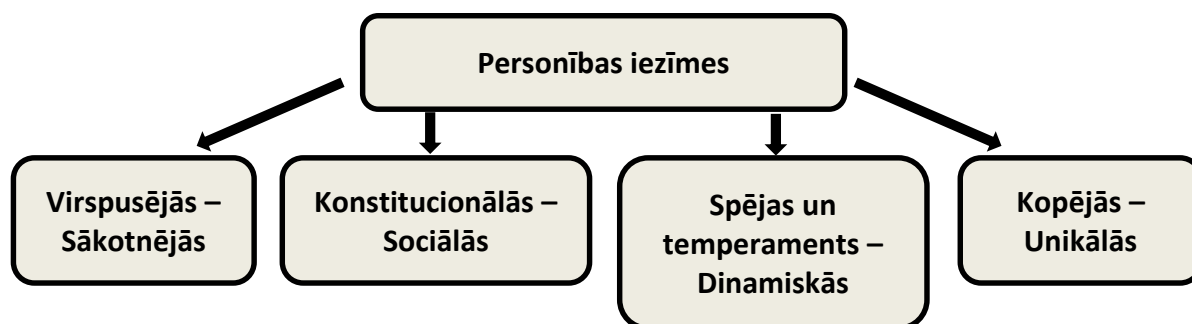 Personības iezīmes
Virspusējās –
Sākotnējās
Konstitucionālās –
Sociālās
Spējas un
temperaments –
Dinamiskās
Kopējās –
Unikālās